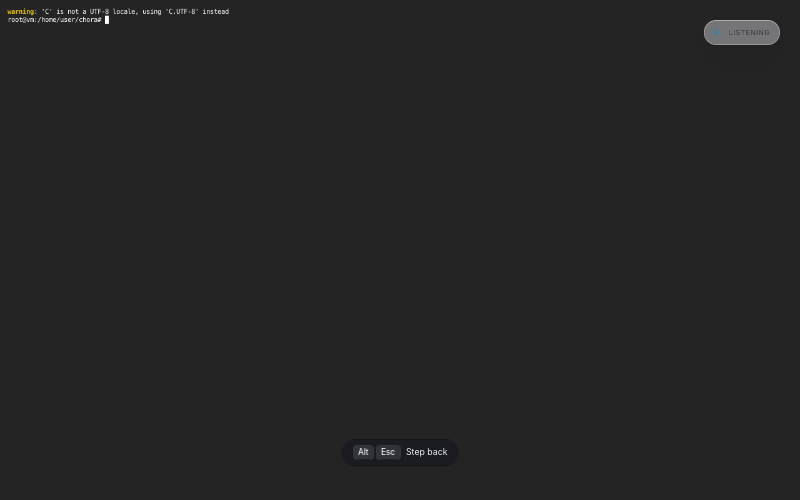 warning: 'C' is not a UTF-8 locale, using 'C.UTF-8' instead
root@vm:/home/user/chora#
LISTENING
Alt Esc Step back